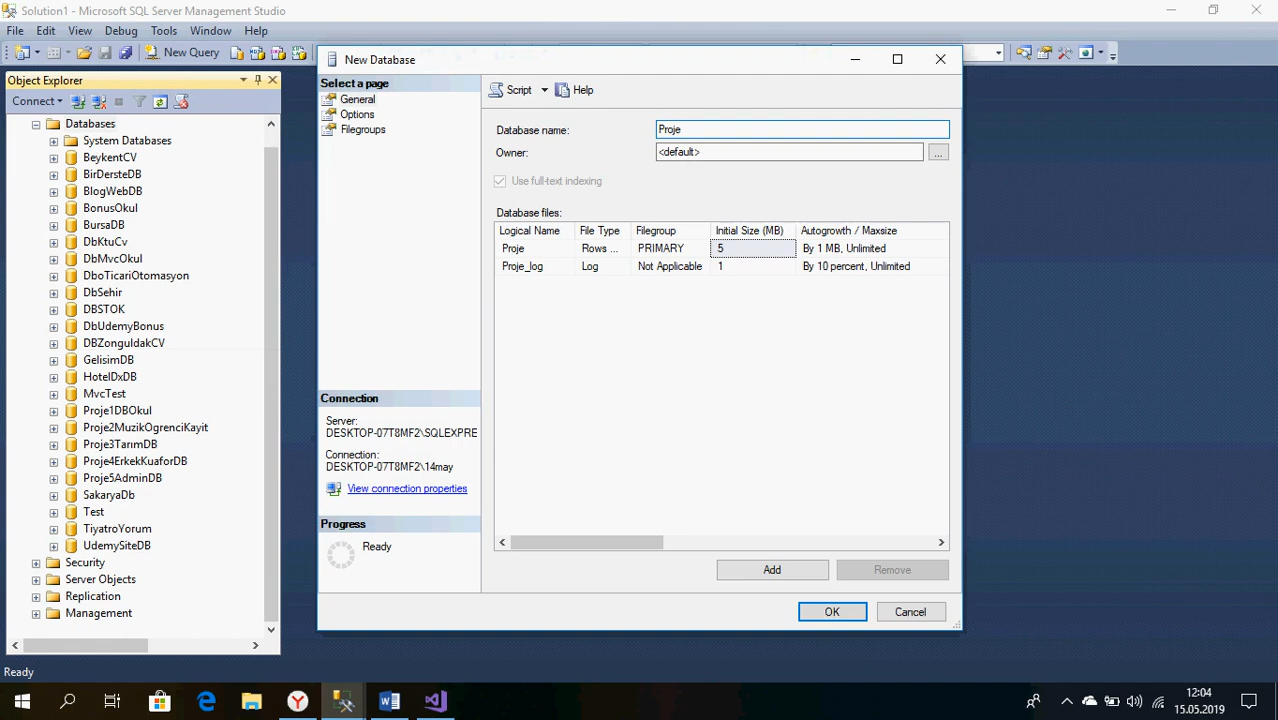 Solution1 - Microsoft SQL Server Management Studio
File Edit View Debug Tools Window Help
New Query
Object Explorer
Connect
Databases
System Databases
BeykentCV
BirDersteDB
BlogWebDB
BonusOkul
BursaDB
DbKtuCv
DbMvcOkul
DboTicariOtomasyon
DbSehir
DBSTOK
DbUdemyBonus
DBZonguldakCV
GelisimDB
HotelDxDB
MvcTest
Proje1DBOkul
Proje2MuzikOgrenciKayit
Proje3TarımDB
Proje4ErkekKuaforDB
Proje5AdminDB
SakaryaDb
Test
TiyatroYorum
UdemySiteDB
Security
Server Objects
Replication
Management
New Database
Select a page
General
Options
Filegroups
Connection
Server:
DESKTOP-07T8MF2\SQLEXPRE
Connection:
DESKTOP-07T8MF2\14may
View connection properties
Progress
Ready
Script Help
Database name: Proje
Owner: <default> ...
Use full-text indexing
Database files:
Logical Name File Type Filegroup Initial Size (MB) Autogrowth / Maxsize
Proje Rows ... PRIMARY 5 By 1 MB, Unlimited
Proje_log Log Not Applicable 1 By 10 percent, Unlimited
Add Remove
OK Cancel
Ready
12:04
15.05.2019